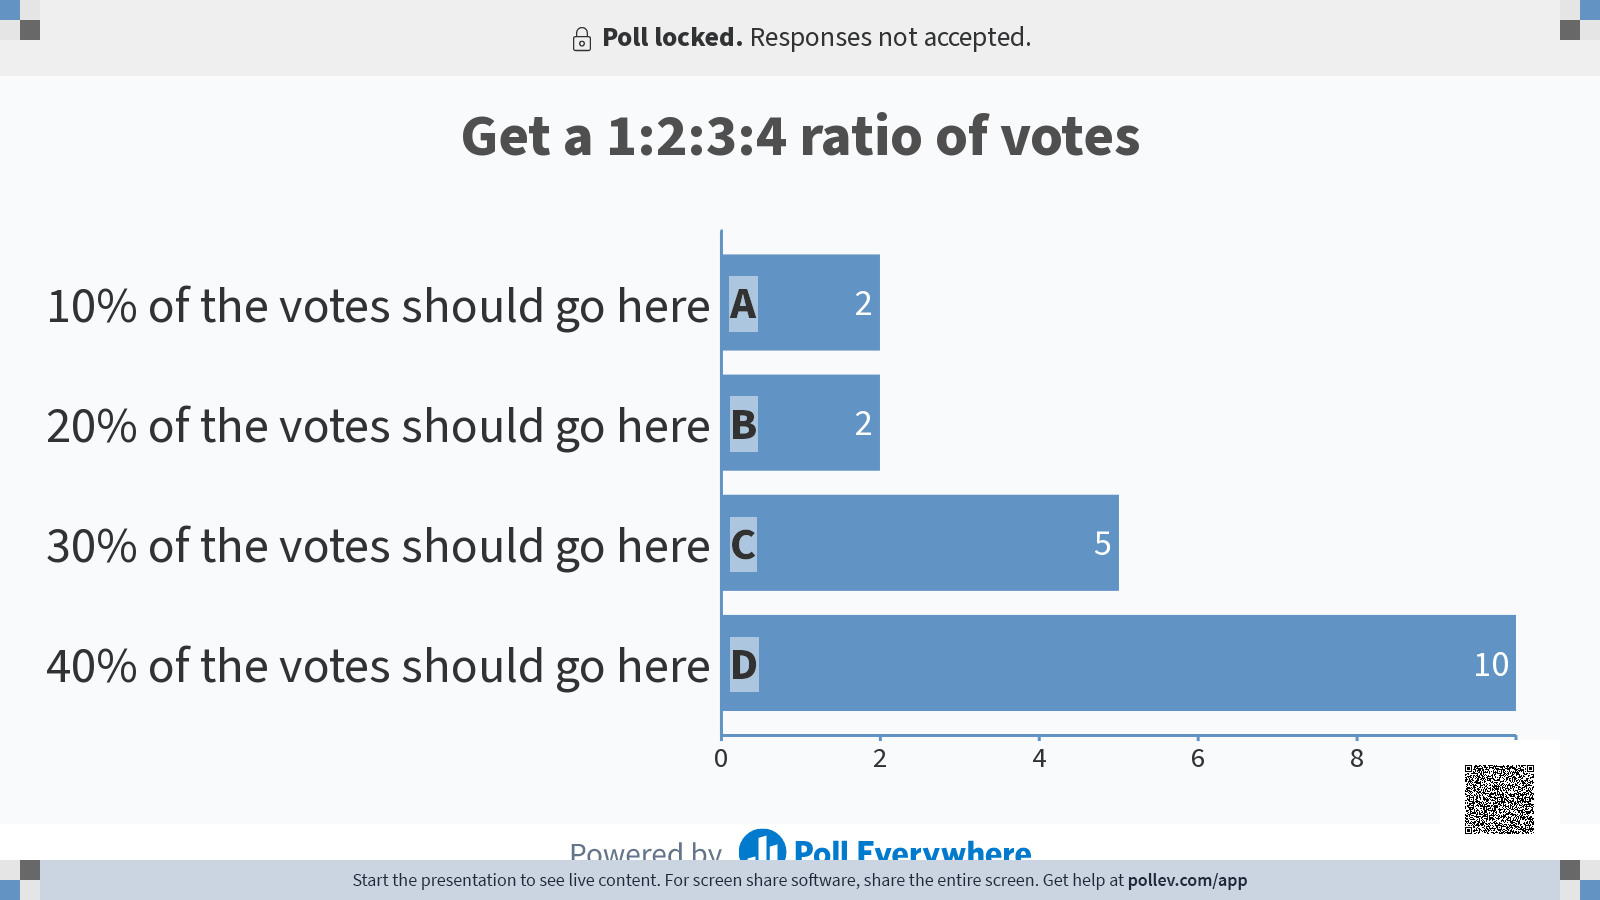 Poll locked. Responses not accepted.
Get a 1:2:3:4 ratio of votes
10% of the votes should go here A 2
20% of the votes should go here B 2
30% of the votes should go here C 5
40% of the votes should go here D 10
0 2 4 6 8
Powered by Poll Everywhere
Start the presentation to see live content. For screen share software, share the entire screen. Get help at pollev.com/app